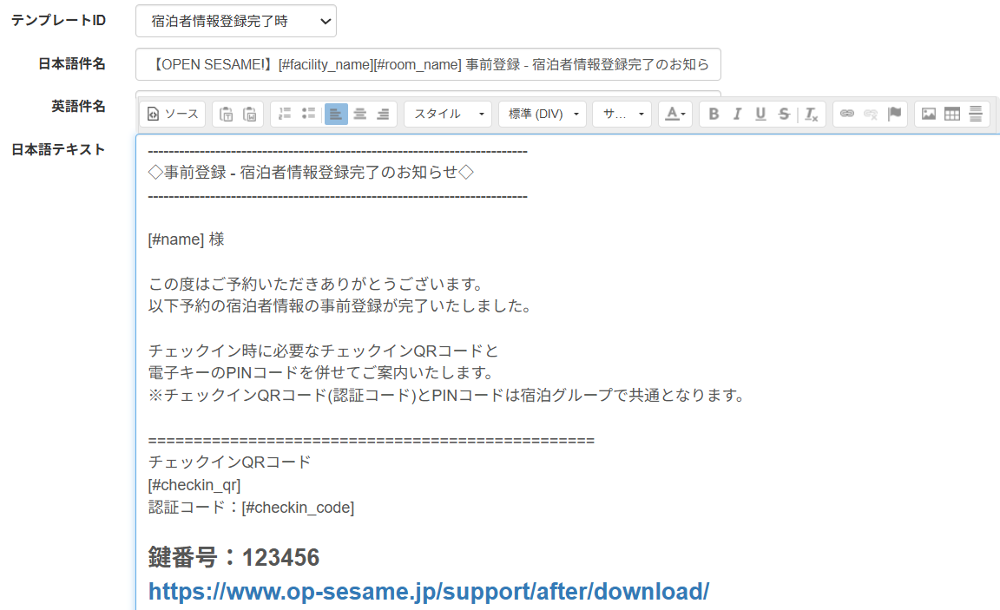 テンプレートID
宿泊者情報登録完了時
日本語件名
【OPEN SESAME!】[#facility_name][#room_name] 事前登録 - 宿泊者情報登録完了のお知ら
英語件名
ソース
スタイル
標準 (DIV)
サ...
A
B I U S Tx
日本語テキスト
-------------------------------------------------------------------------
◇事前登録 - 宿泊者情報登録完了のお知らせ◇
-------------------------------------------------------------------------
[#name] 様
この度はご予約いただきありがとうございます。
以下予約の宿泊者情報の事前登録が完了いたしました。
チェックイン時に必要なチェックインQRコードと
電子キーのPINコードを併せてご案内いたします。
※チェックインQRコード(認証コード)とPINコードは宿泊グループで共通となります。
=================================================
チェックインQRコード
[#checkin_qr]
認証コード：[#checkin_code]
鍵番号：123456
https://www.op-sesame.jp/support/after/download/